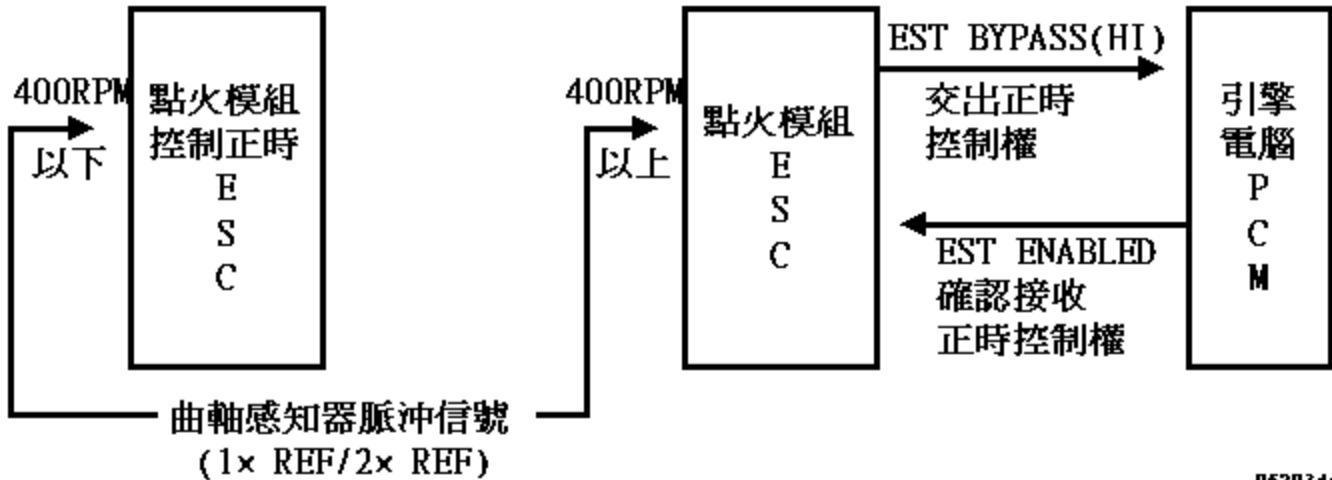 400RPM
以下
點火模組
控制正時
E
S
C
400RPM
以上
點火模組
E
S
C
EST BYPASS(HI)
交出正時
控制權
EST ENABLED
確認接收
正時控制權
引擎
電腦
P
C
M
曲軸感知器脈冲信號
(1× REF/2× REF)